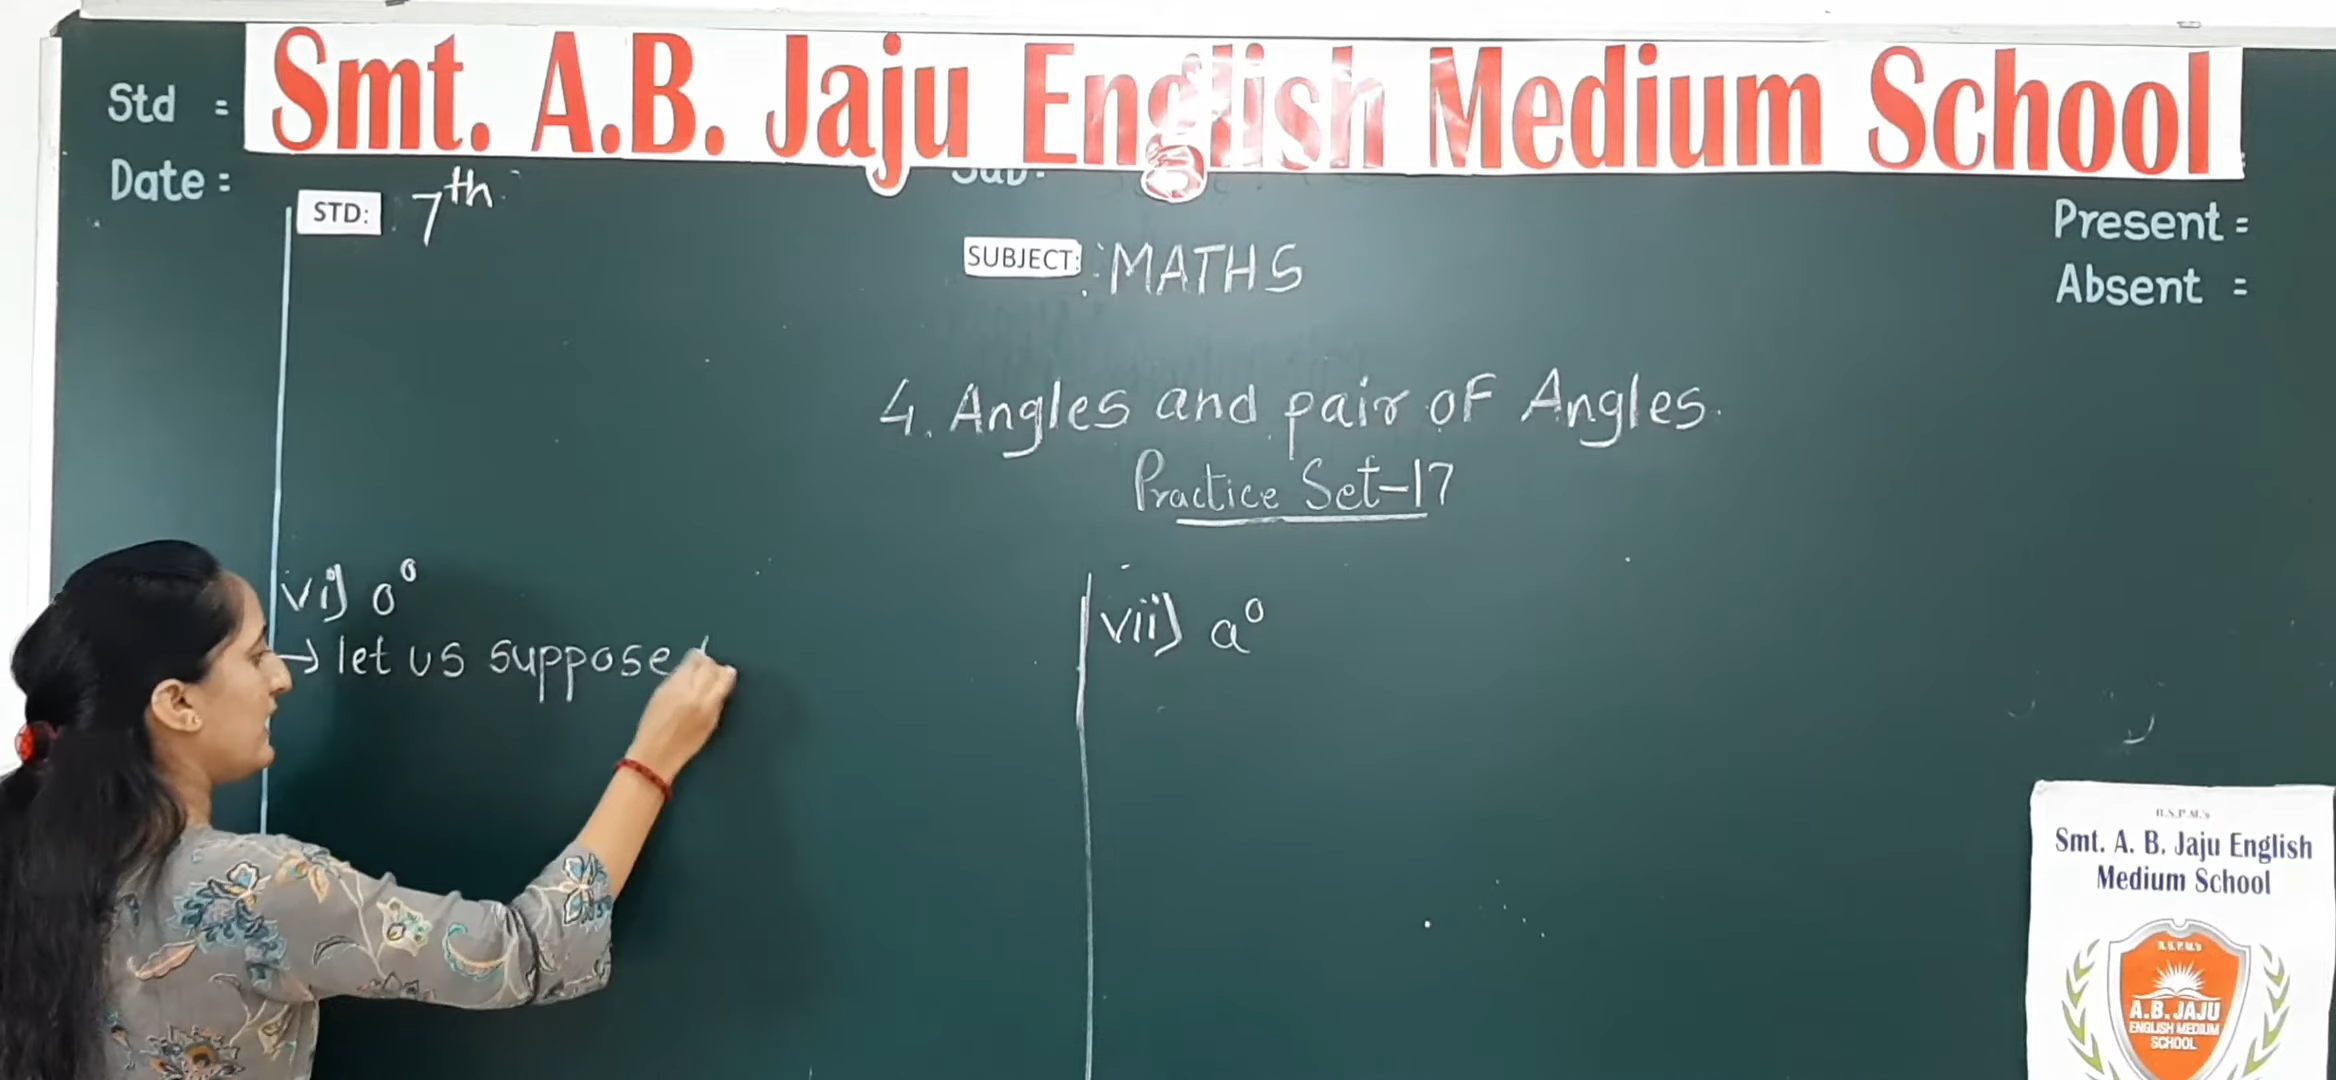 Smt. A.B. Jaju English Medium School
Std =
Date =
STD: 7th
SUBJECT: : MATHS
Present =
Absent =
4. Angles and pair of Angles.
Practice Set-17
vi) 0°
→ let us suppose
vii) a°
Smt. A. B. Jaju English
Medium School
A.B. JAJU
ENGLISH MEDIUM
SCHOOL